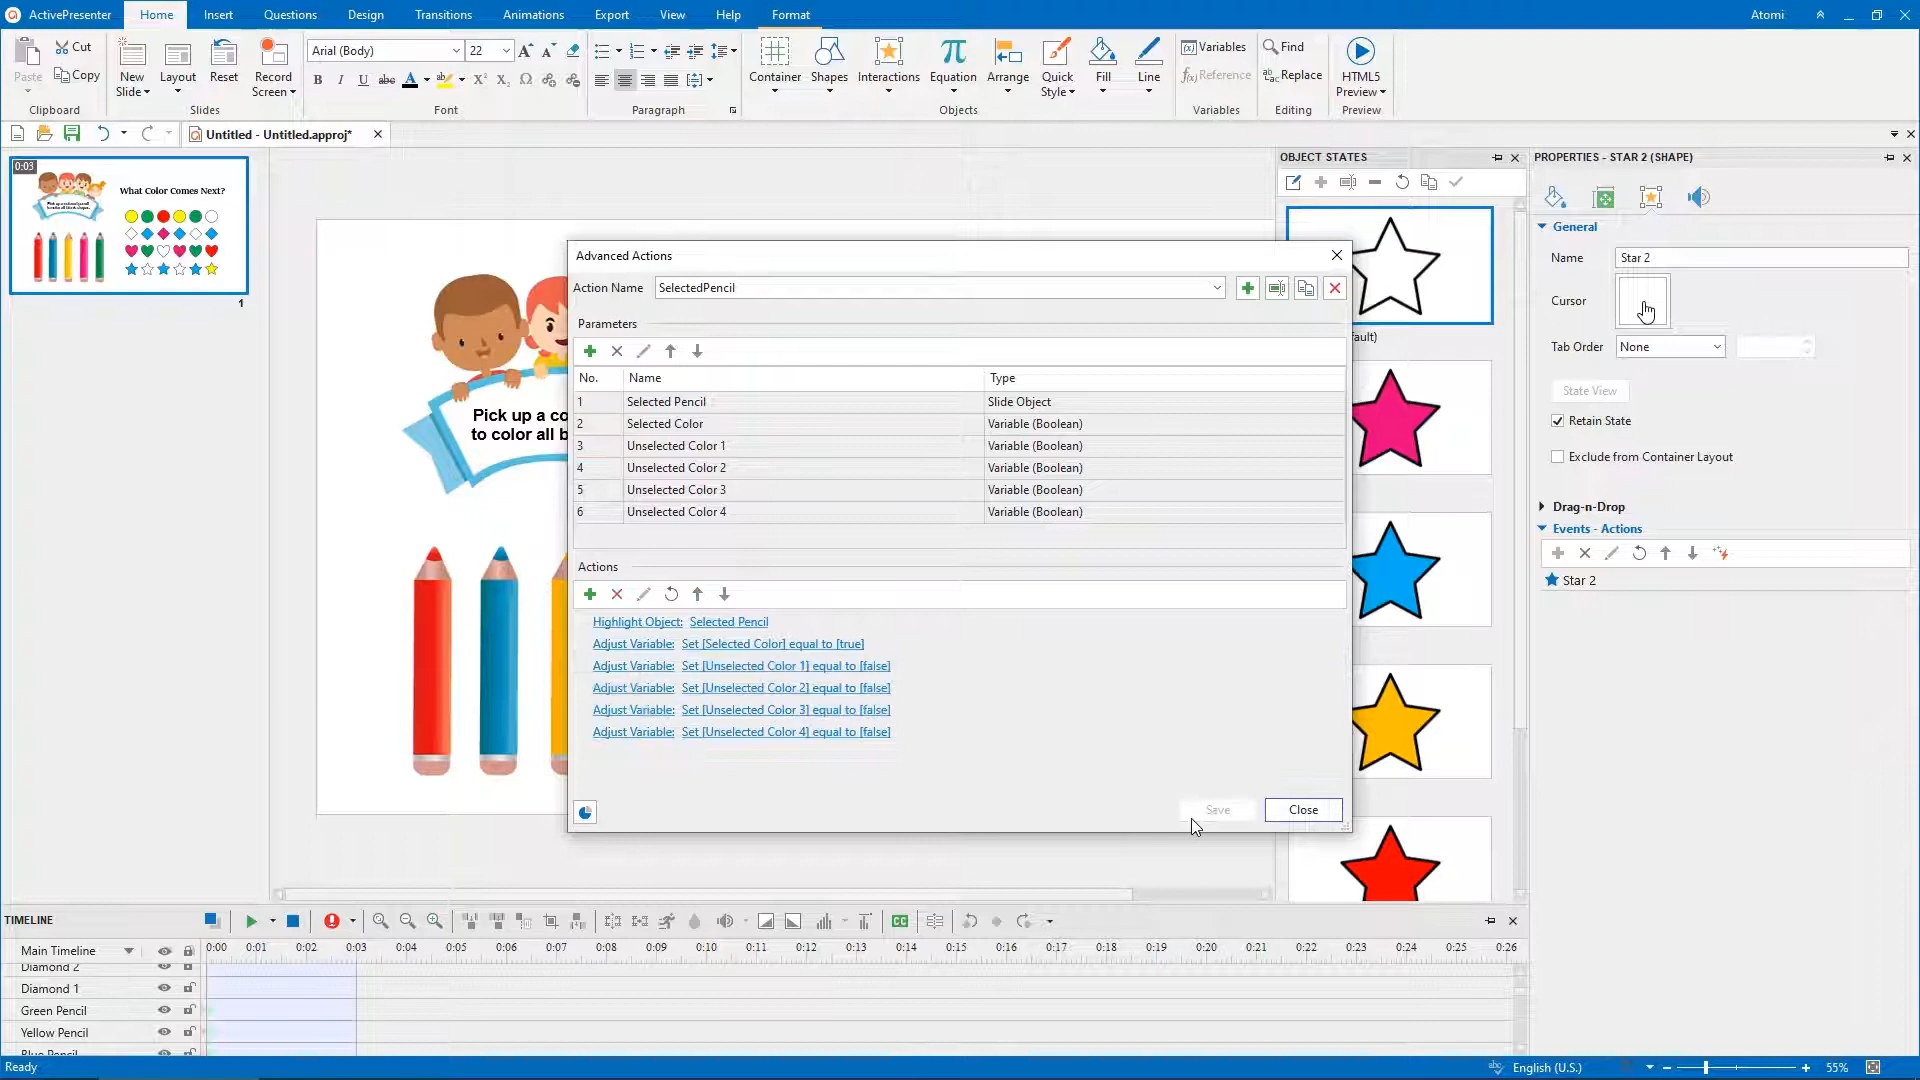 ActivePresenter Home Insert Questions Design Transitions Animations Export View Help Format Atomi
Paste Cut Copy
Clipboard
New Slide Layout Reset Record Screen
Slides
Arial (Body) 22
B I U abc A ab X² X₂ Ω
Font
Paragraph
Container Shapes Interactions Equation Arrange Quick Style Fill Line
Objects
(x) Variables
f(x) Reference
Variables
Find
Replace
Editing
HTML5 Preview
Preview
Untitled - Untitled.approj*
0:03
What Color Comes Next?
1
Pick up a co
to color all b
Advanced Actions
Action Name SelectedPencil
Parameters
No. Name Type
1 Selected Pencil Slide Object
2 Selected Color Variable (Boolean)
3 Unselected Color 1 Variable (Boolean)
4 Unselected Color 2 Variable (Boolean)
5 Unselected Color 3 Variable (Boolean)
6 Unselected Color 4 Variable (Boolean)
Actions
Highlight Object: Selected Pencil
Adjust Variable: Set [Selected Color] equal to [true]
Adjust Variable: Set [Unselected Color 1] equal to [false]
Adjust Variable: Set [Unselected Color 2] equal to [false]
Adjust Variable: Set [Unselected Color 3] equal to [false]
Adjust Variable: Set [Unselected Color 4] equal to [false]
Save Close
OBJECT STATES
ault)
PROPERTIES - STAR 2 (SHAPE)
General
Name Star 2
Cursor
Tab Order None
State View
Retain State
Exclude from Container Layout
Drag-n-Drop
Events - Actions
Star 2
TIMELINE
CC
Main Timeline 0:00 0:01 0:02 0:03 0:04 0:05 0:06 0:07 0:08 0:09 0:10 0:11 0:12 0:13 0:14 0:15 0:16 0:17 0:18 0:19 0:20 0:21 0:22 0:23 0:24 0:25 0:26
Diamond 2
Diamond 1
Green Pencil
Yellow Pencil
Blue Pencil
Ready English (U.S.) 55%